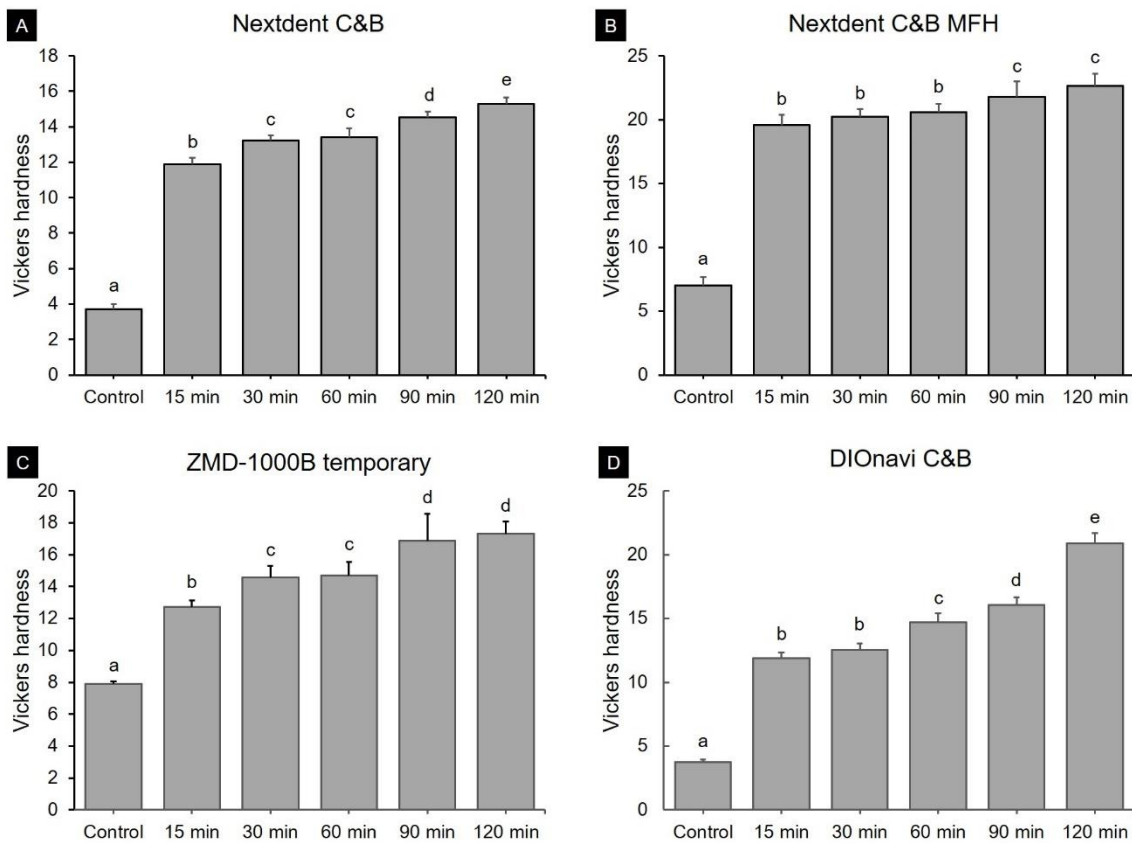 A
Nextdent C&B
Vickers hardness
18
16
14
12
10
8
6
4
2
0
a
b
c
c
d
e
Control 15 min 30 min 60 min 90 min 120 min
B
Nextdent C&B MFH
Vickers hardness
25
20
15
10
5
0
a
b
b
b
c
c
Control 15 min 30 min 60 min 90 min 120 min
C
ZMD-1000B temporary
Vickers hardness
20
18
16
14
12
10
8
6
4
2
0
a
b
c
c
d
d
Control 15 min 30 min 60 min 90 min 120 min
D
DIOnavi C&B
Vickers hardness
25
20
15
10
5
0
a
b
b
c
d
e
Control 15 min 30 min 60 min 90 min 120 min